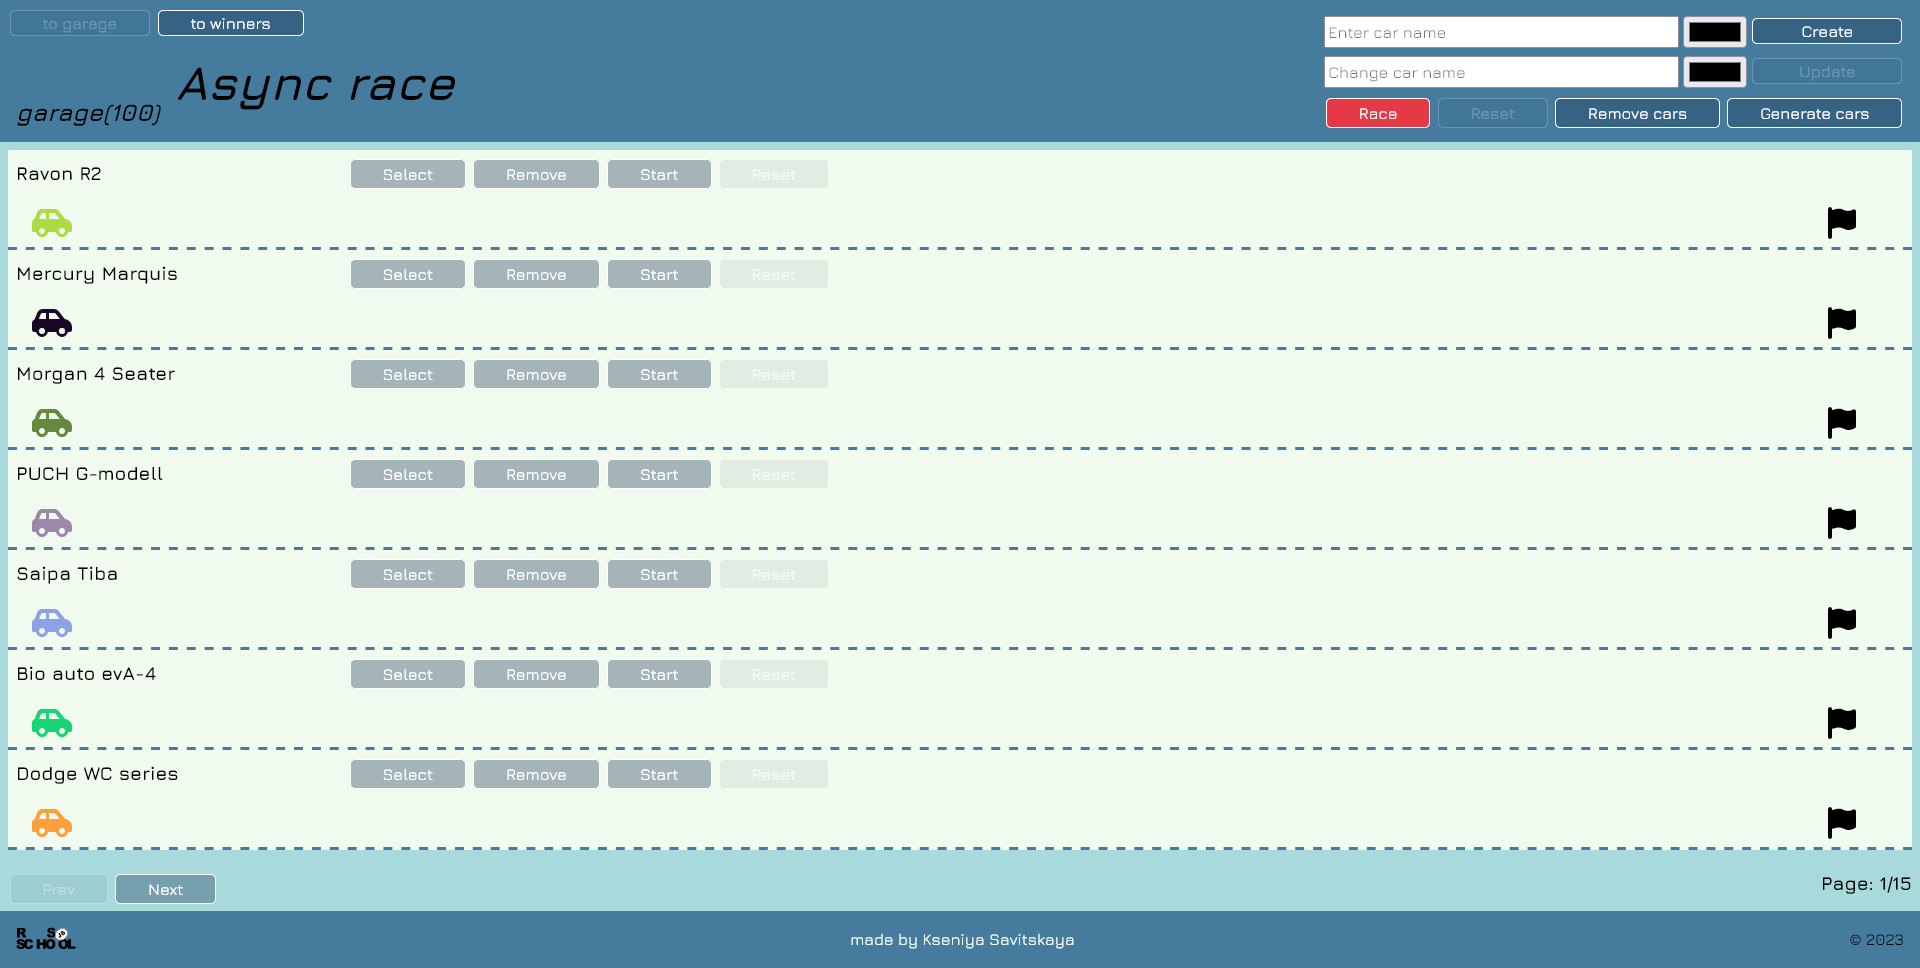 to garage
to winners
garage(100)
Async race
Enter car name
Create
Change car name
Update
Race
Reset
Remove cars
Generate cars
Ravon R2
Select
Remove
Start
Reset
Mercury Marquis
Select
Remove
Start
Reset
Morgan 4 Seater
Select
Remove
Start
Reset
PUCH G-modell
Select
Remove
Start
Reset
Saipa Tiba
Select
Remove
Start
Reset
Bio auto evA-4
Select
Remove
Start
Reset
Dodge WC series
Select
Remove
Start
Reset
Prev
Next
Page: 1/15
RS
SCHOOL
made by Kseniya Savitskaya
© 2023